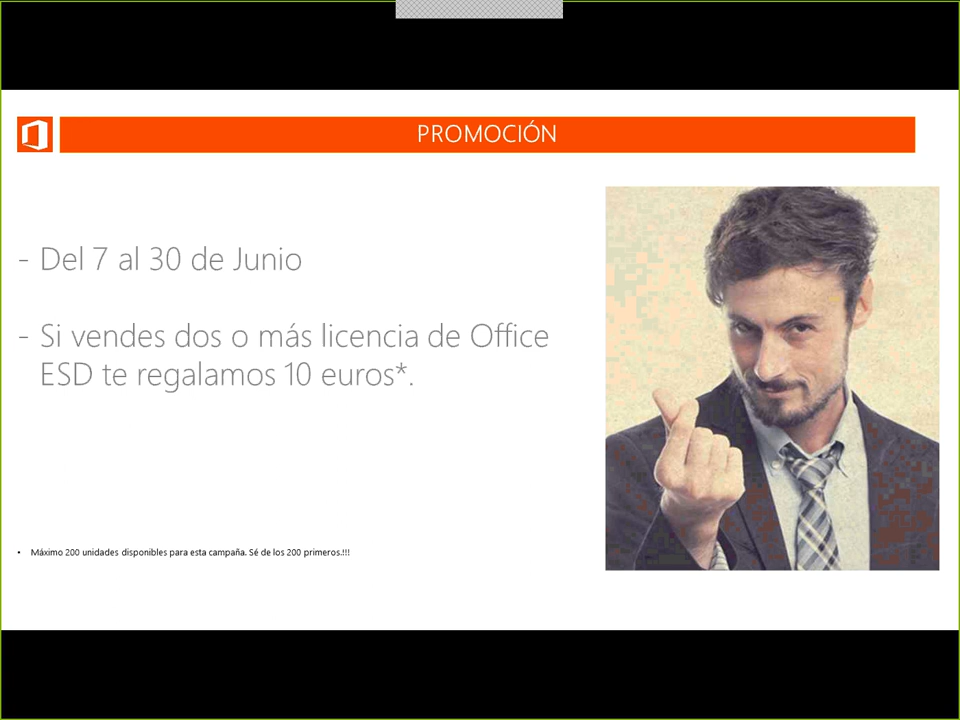 PROMOCIÓN
- Del 7 al 30 de Junio
- Si vendes dos o más licencia de Office
ESD te regalamos 10 euros*.
• Máximo 200 unidades disponibles para esta campaña. Sé de los 200 primeros.!!!